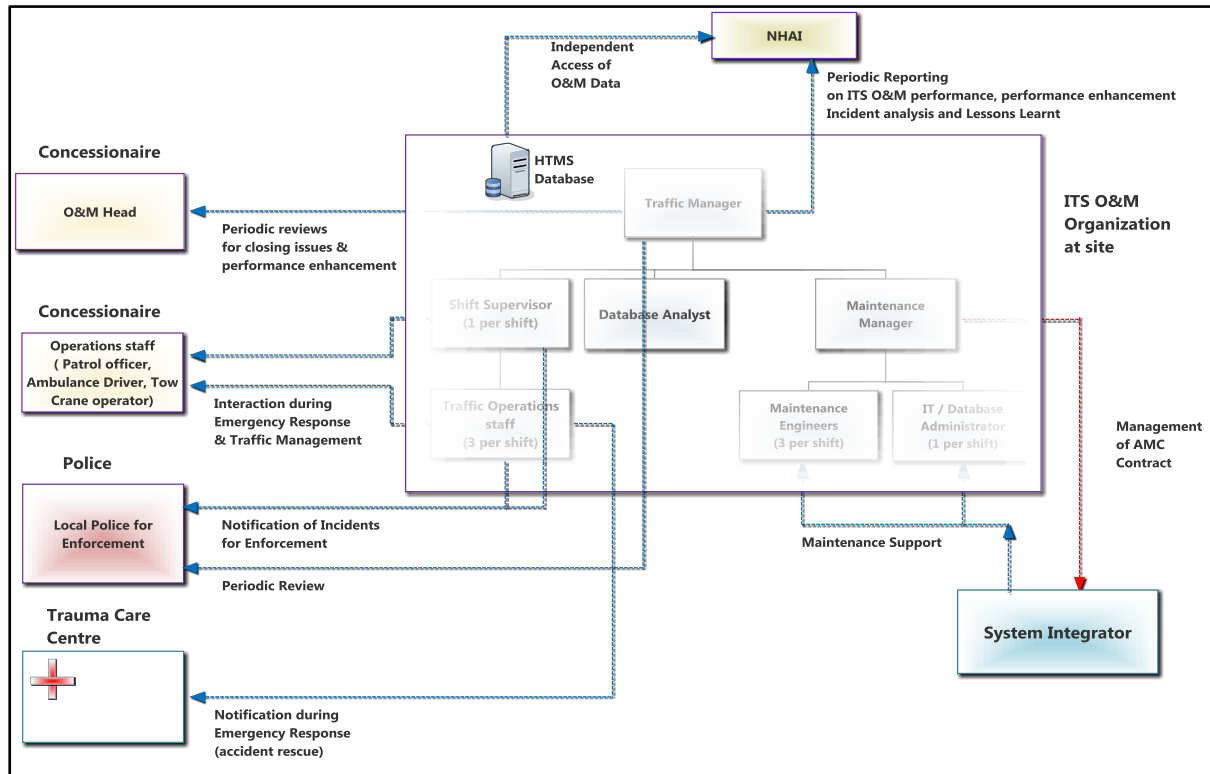 NHAI
Independent
Access of
O&M Data
Periodic Reporting
on ITS O&M performance, performance enhancement
Incident analysis and Lessons Learnt
Concessionaire
O&M Head
Periodic reviews
for closing issues &
performance enhancement
HTMS
Database
Traffic Manager
ITS O&M
Organization
at site
Shift Supervisor
(1 per shift)
Database Analyst
Maintenance
Manager
Concessionaire
Operations staff
( Patrol officer,
Ambulance Driver, Tow
Crane operator)
Interaction during
Emergency Response
& Traffic Management
Traffic Operations
staff
(3 per shift)
Maintenance
Engineers
(3 per shift)
IT / Database
Administrator
(1 per shift)
Management
of AMC
Contract
Police
Local Police for
Enforcement
Notification of Incidents
for Enforcement
Periodic Review
Maintenance Support
System Integrator
Trauma Care
Centre
Notification during
Emergency Response
(accident rescue)